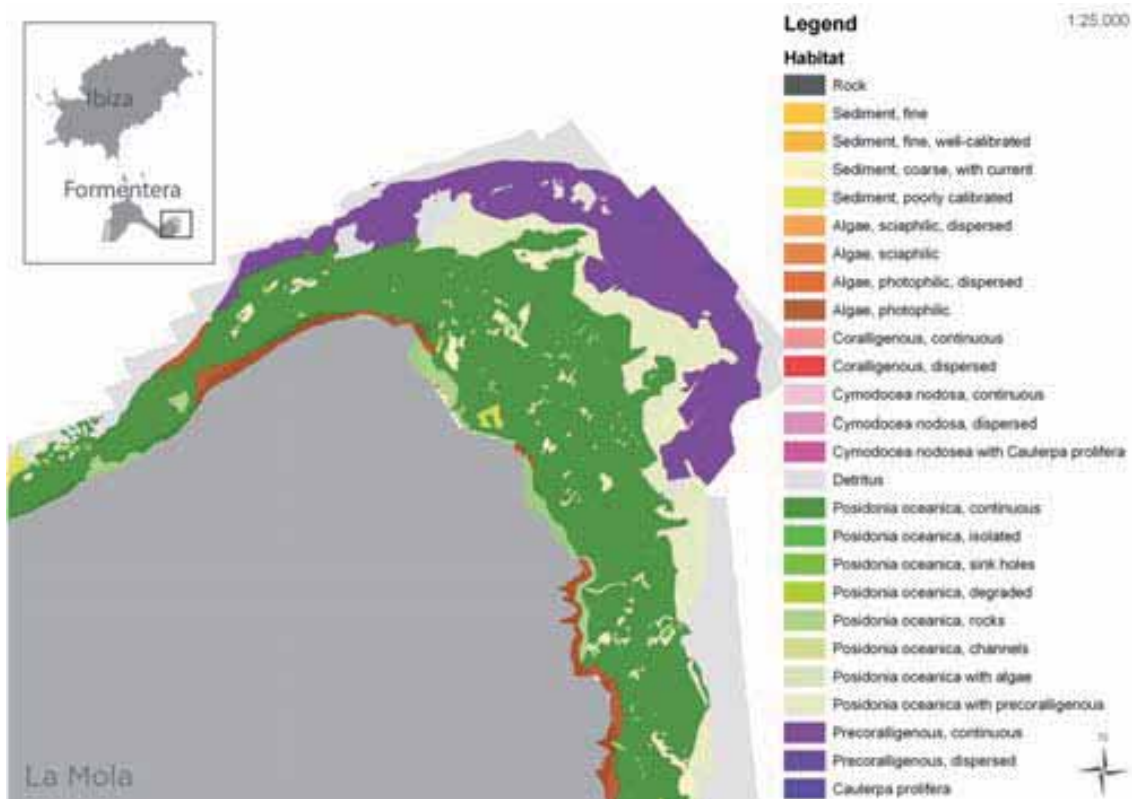 Ibiza
Formentera
La Mola
Legend
1:25.000
Habitat
Rock
Sediment, fine
Sediment, fine, well-calibrated
Sediment, coarse, with current
Sediment, poorly calibrated
Algae, sciaphilic, dispersed
Algae, sciaphilic
Algae, photophilic, dispersed
Algae, photophilic
Coralligenous, continuous
Coralligenous, dispersed
Cymodocea nodosa, continuous
Cymodocea nodosa, dispersed
Cymodocea nodosea with Caulerpa prolifera
Detritus
Posidonia oceanica, continuous
Posidonia oceanica, isolated
Posidonia oceanica, sink holes
Posidonia oceanica, degraded
Posidonia oceanica, rocks
Posidonia oceanica, channels
Posidonia oceanica with algae
Posidonia oceanica with precoralligenous
Precoralligenous, continuous
Precoralligenous, dispersed
Caulerpa prolifera
N